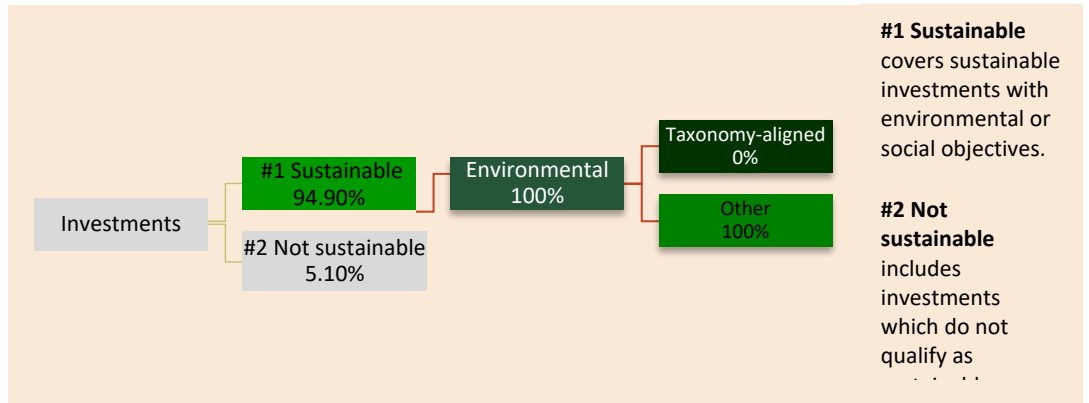 Investments
#1 Sustainable
94.90%
#2 Not sustainable
5.10%
Environmental
100%
Taxonomy-aligned
0%
Other
100%
#1 Sustainable
covers sustainable
investments with
environmental or
social objectives.
#2 Not
sustainable
includes
investments
which do not
qualify as